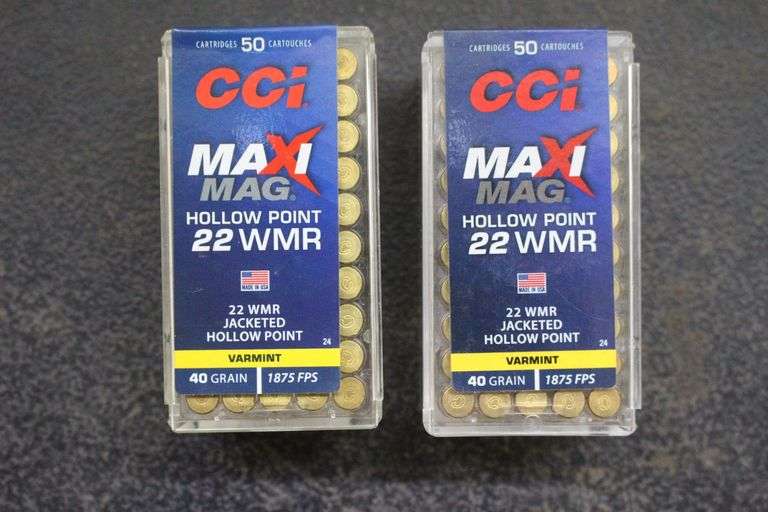 CARTRIDGES 50 CARTOUCHES
CCI
MAXI
MAG®
HOLLOW POINT
22 WMR
MADE IN USA
22 WMR
JACKETED
HOLLOW POINT
24
VARMINT
40 GRAIN 1875 FPS
CARTRIDGES 50 CARTOUCHES
CCI
MAXI
MAG®
HOLLOW POINT
22 WMR
MADE IN USA
22 WMR
JACKETED
HOLLOW POINT
24
VARMINT
40 GRAIN 1875 FPS